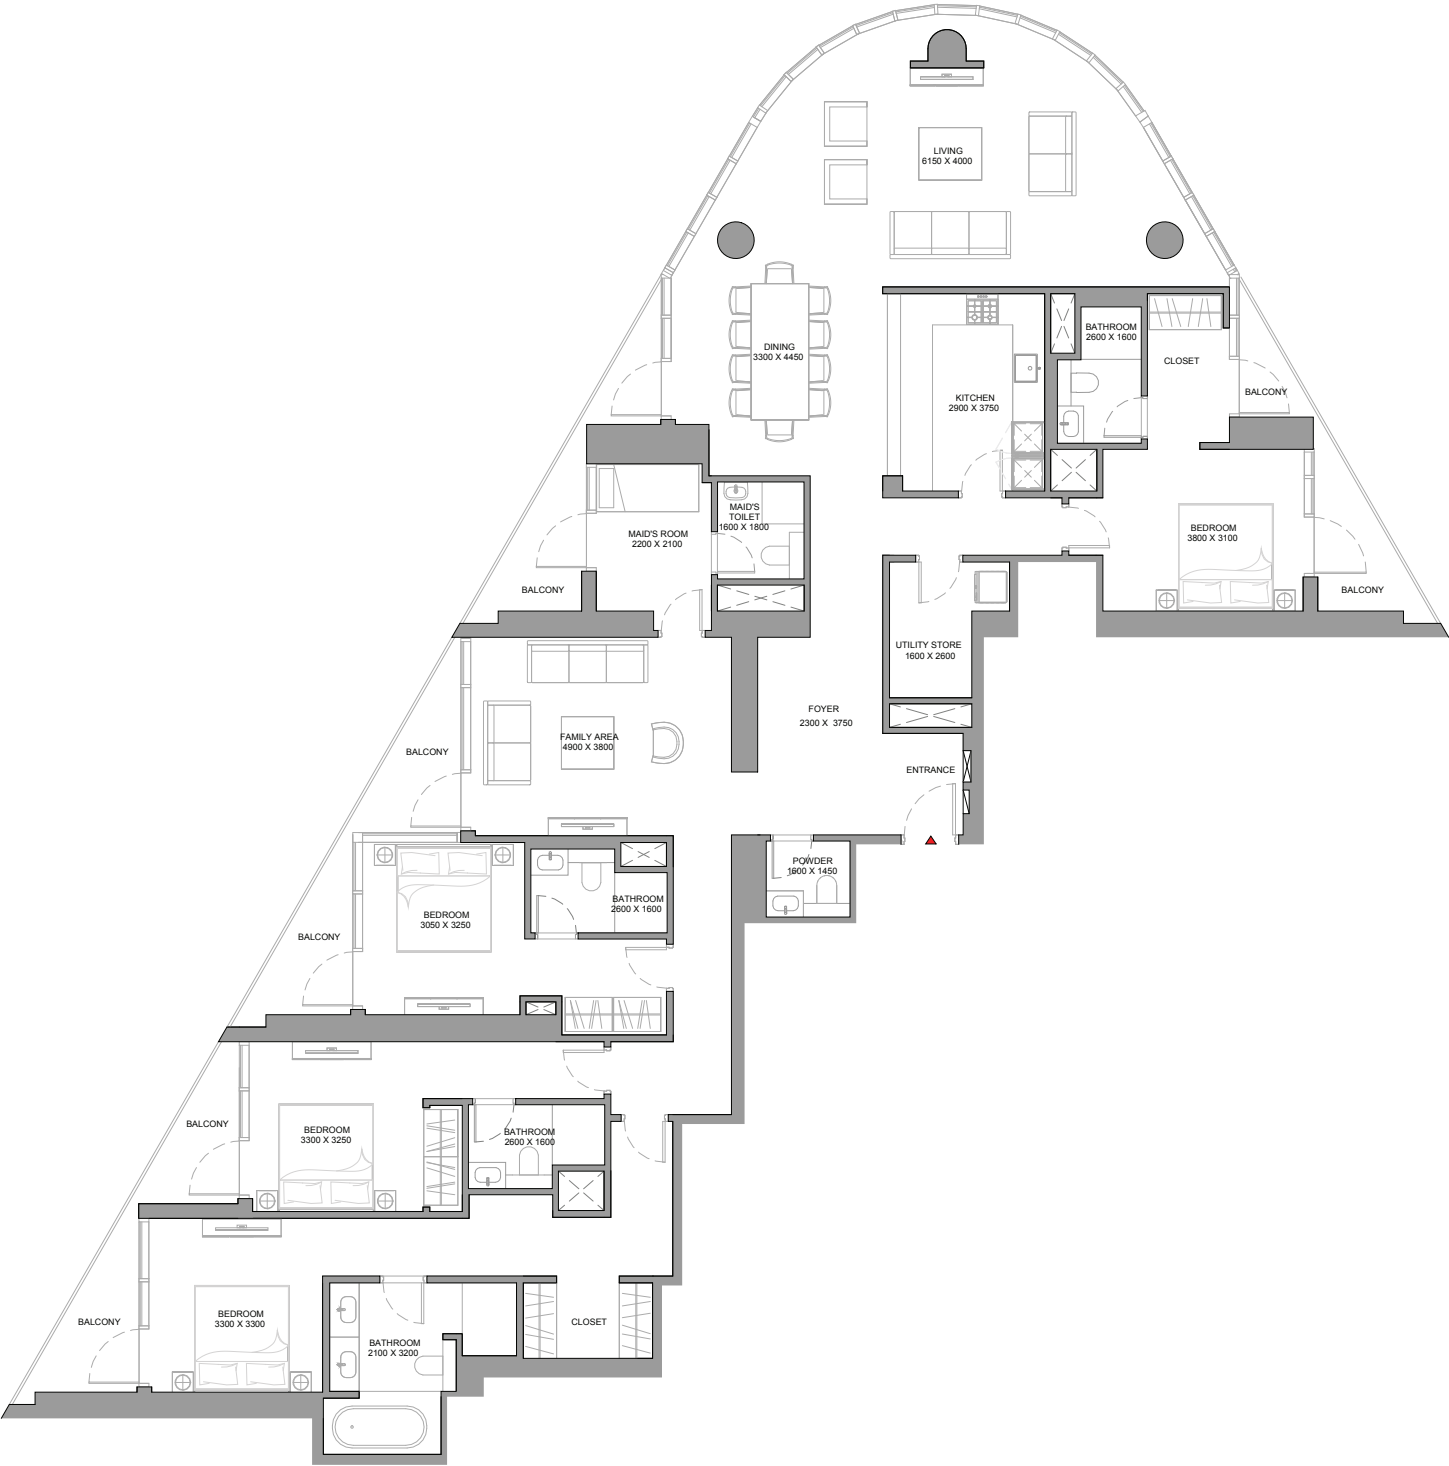 LIVING
6150 X 4000
DINING
3300 X 4450
KITCHEN
2900 X 3750
BATHROOM
2600 X 1600
CLOSET
BALCONY
MAID'S ROOM
2200 X 2100
MAID'S
TOILET
1600 X 1800
BEDROOM
3800 X 3100
BALCONY
BALCONY
UTILITY STORE
1600 X 2600
FOYER
2300 X 3750
FAMILY AREA
4900 X 3800
BALCONY
ENTRANCE
POWDER
1600 X 1450
BEDROOM
3050 X 3250
BATHROOM
2600 X 1600
BALCONY
BALCONY
BEDROOM
3300 X 3250
BATHROOM
2600 X 1600
BALCONY
BEDROOM
3300 X 3300
BATHROOM
2100 X 3200
CLOSET